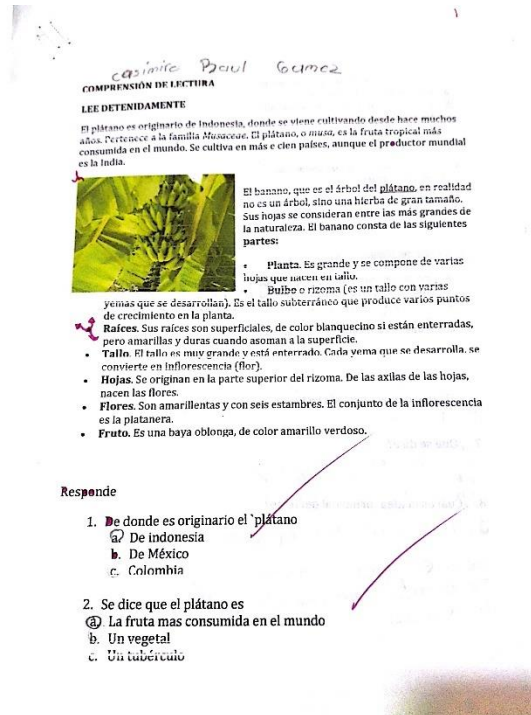 1
Casimiro Raul Gamez
COMPRENSIÓN DE LECTURA
LEE DETENIDAMENTE
El plátano es originario de Indonesia, donde se viene cultivando desde hace muchos
años. Pertenece a la familia Musaceae. El plátano, o musa, es la fruta tropical más
consumida en el mundo. Se cultiva en más e cien países, aunque el productor mundial
es la India.
El banano, que es el árbol del plátano, en realidad
no es un árbol, sino una hierba de gran tamaño.
Sus hojas se consideran entre las más grandes de
la naturaleza. El banano consta de las siguientes
partes:
• Planta. Es grande y se compone de varias
hojas que nacen en tallo.
• Bulbo o rizoma (es un tallo con varias
yemas que se desarrollan). Es el tallo subterráneo que produce varios puntos
de crecimiento en la planta.
• Raíces. Sus raíces son superficiales, de color blanquecino si están enterradas,
pero amarillas y duras cuando asoman a la superficie.
• Tallo. El tallo es muy grande y está enterrado. Cada yema que se desarrolla, se
convierte en inflorescencia (flor).
• Hojas. Se originan en la parte superior del rizoma. De las axilas de las hojas,
nacen las flores.
• Flores. Son amarillentas y con seis estambres. El conjunto de la inflorescencia
es la platanera.
• Fruto. Es una baya oblonga, de color amarillo verdoso.
Responde
1. De donde es originario el `plátano
a. De indonesia
b. De México
c. Colombia
2. Se dice que el plátano es
a. La fruta mas consumida en el mundo
b. Un vegetal
c. Un tubérculo